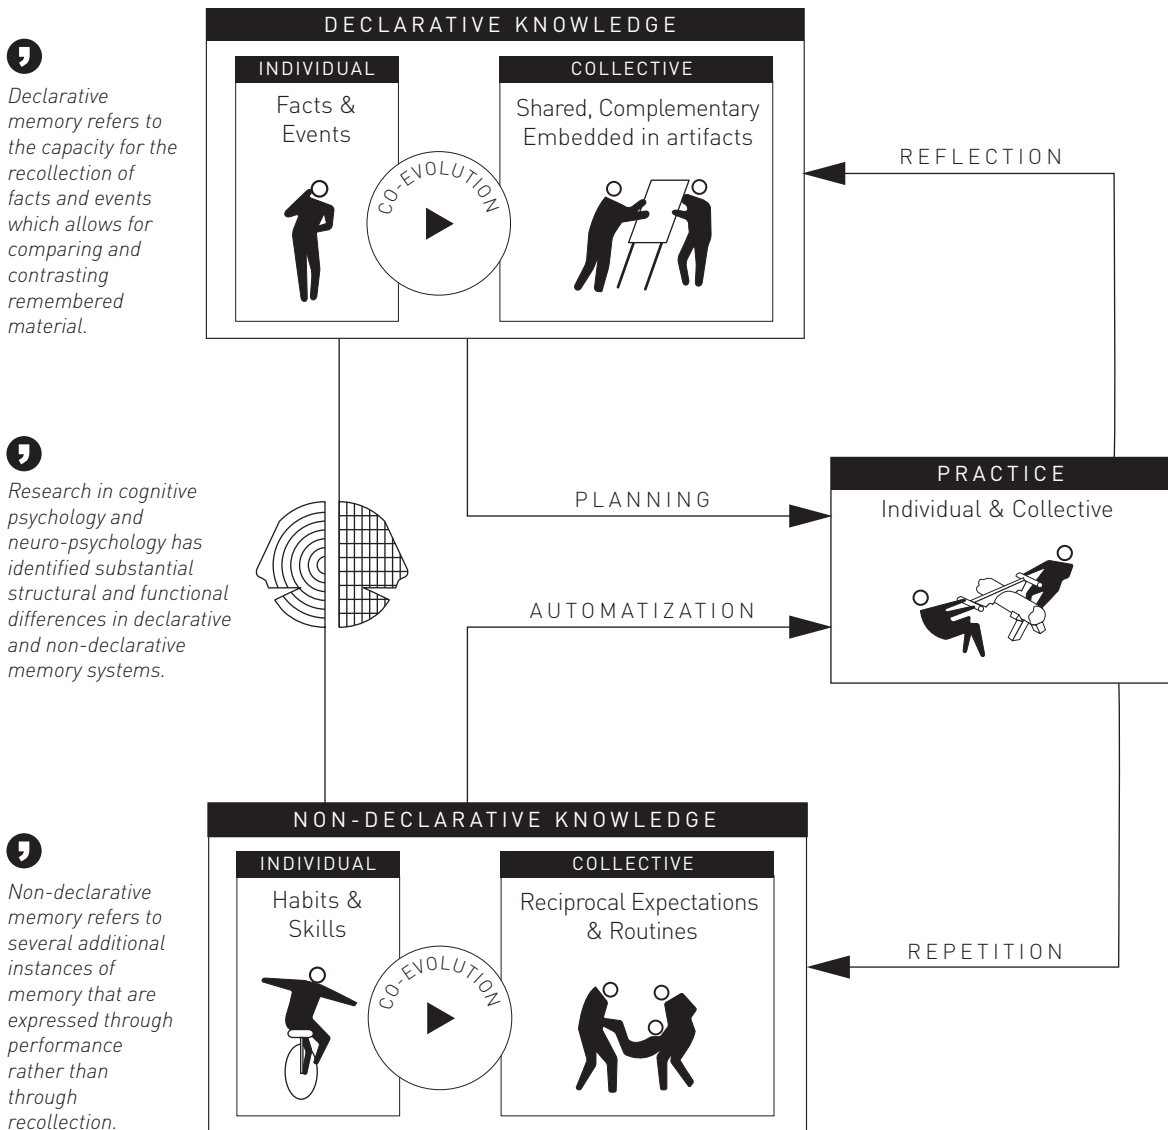 DECLARATIVE KNOWLEDGE
INDIVIDUAL
Facts &
Events
CO-EVOLUTION
COLLECTIVE
Shared, Complementary
Embedded in artifacts
Declarative
memory refers to
the capacity for the
recollection of
facts and events
which allows for
comparing and
contrasting
remembered
material.
REFLECTION
Research in cognitive
psychology and
neuro-psychology has
identified substantial
structural and functional
differences in declarative
and non-declarative
memory systems.
PLANNING
AUTOMATIZATION
PRACTICE
Individual & Collective
NON-DECLARATIVE KNOWLEDGE
INDIVIDUAL
Habits &
Skills
CO-EVOLUTION
COLLECTIVE
Reciprocal Expectations
& Routines
REPETITION
Non-declarative
memory refers to
several additional
instances of
memory that are
expressed through
performance
rather than
through
recollection.